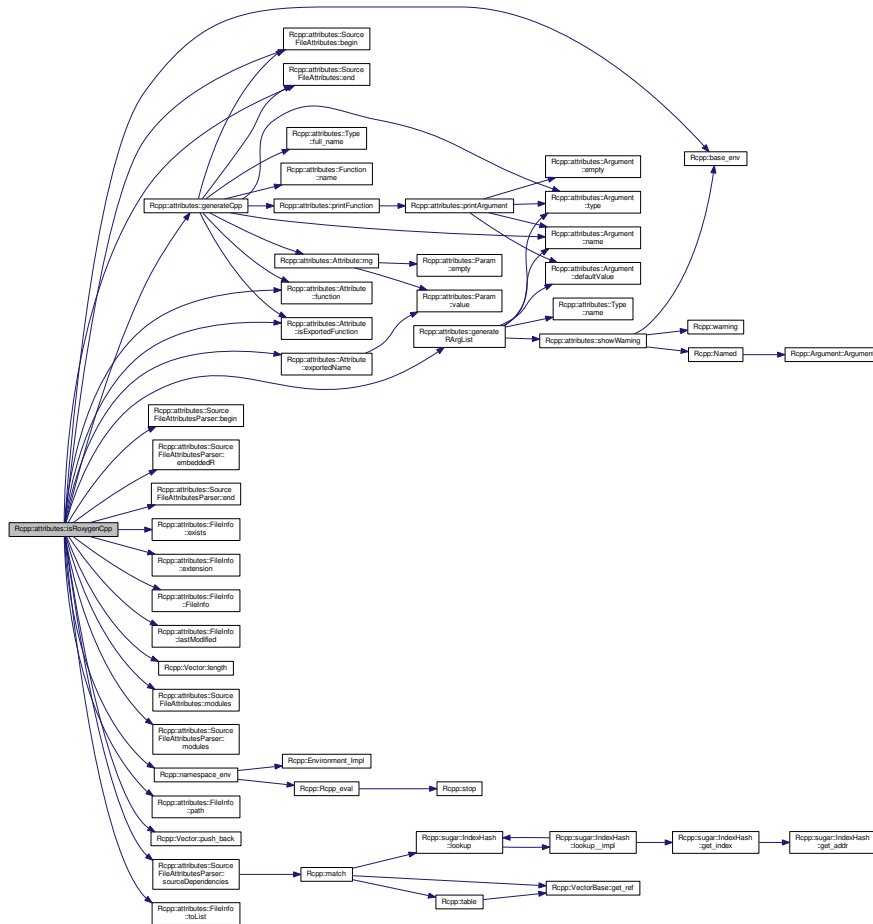 Rcpp::attributes::Source
FileAttributes::begin
Rcpp::attributes::Source
FileAttributes::end
Rcpp::attributes::Type
::full_name
Rcpp::base_env
Rcpp::attributes::Argument
::empty
Rcpp::attributes::Function
::name
Rcpp::attributes::generateCpp
Rcpp::attributes::printFunction
Rcpp::attributes::printArgument
Rcpp::attributes::Argument
::type
Rcpp::attributes::Argument
::name
Rcpp::attributes::Attribute::rng
Rcpp::attributes::Param
::empty
Rcpp::attributes::Argument
::defaultValue
Rcpp::attributes::Attribute
::function
Rcpp::attributes::Param
::value
Rcpp::attributes::Type
::name
Rcpp::attributes::Attribute
::isExportedFunction
Rcpp::attributes::generate
RArgList
Rcpp::attributes::showWarning
Rcpp::warning
Rcpp::Named
Rcpp::Argument::Argument
Rcpp::attributes::Attribute
::exportedName
Rcpp::attributes::Source
FileAttributesParser::begin
Rcpp::attributes::Source
FileAttributesParser::
embeddedR
Rcpp::attributes::Source
FileAttributesParser::end
Rcpp::attributes::isRoxygenCpp
Rcpp::attributes::FileInfo
::exists
Rcpp::attributes::FileInfo
::extension
Rcpp::attributes::FileInfo
::FileInfo
Rcpp::attributes::FileInfo
::lastModified
Rcpp::Vector::length
Rcpp::attributes::Source
FileAttributes::modules
Rcpp::attributes::Source
FileAttributesParser::
modules
Rcpp::namespace_env
Rcpp::Environment_Impl
Rcpp::Rcpp_eval
Rcpp::stop
Rcpp::attributes::FileInfo
::path
Rcpp::Vector::push_back
Rcpp::attributes::Source
FileAttributesParser::
sourceDependencies
Rcpp::match
Rcpp::sugar::IndexHash
::lookup
Rcpp::sugar::IndexHash
::lookup__impl
Rcpp::sugar::IndexHash
::get_index
Rcpp::sugar::IndexHash
::get_addr
Rcpp::table
Rcpp::VectorBase::get_ref
Rcpp::attributes::FileInfo
::toList